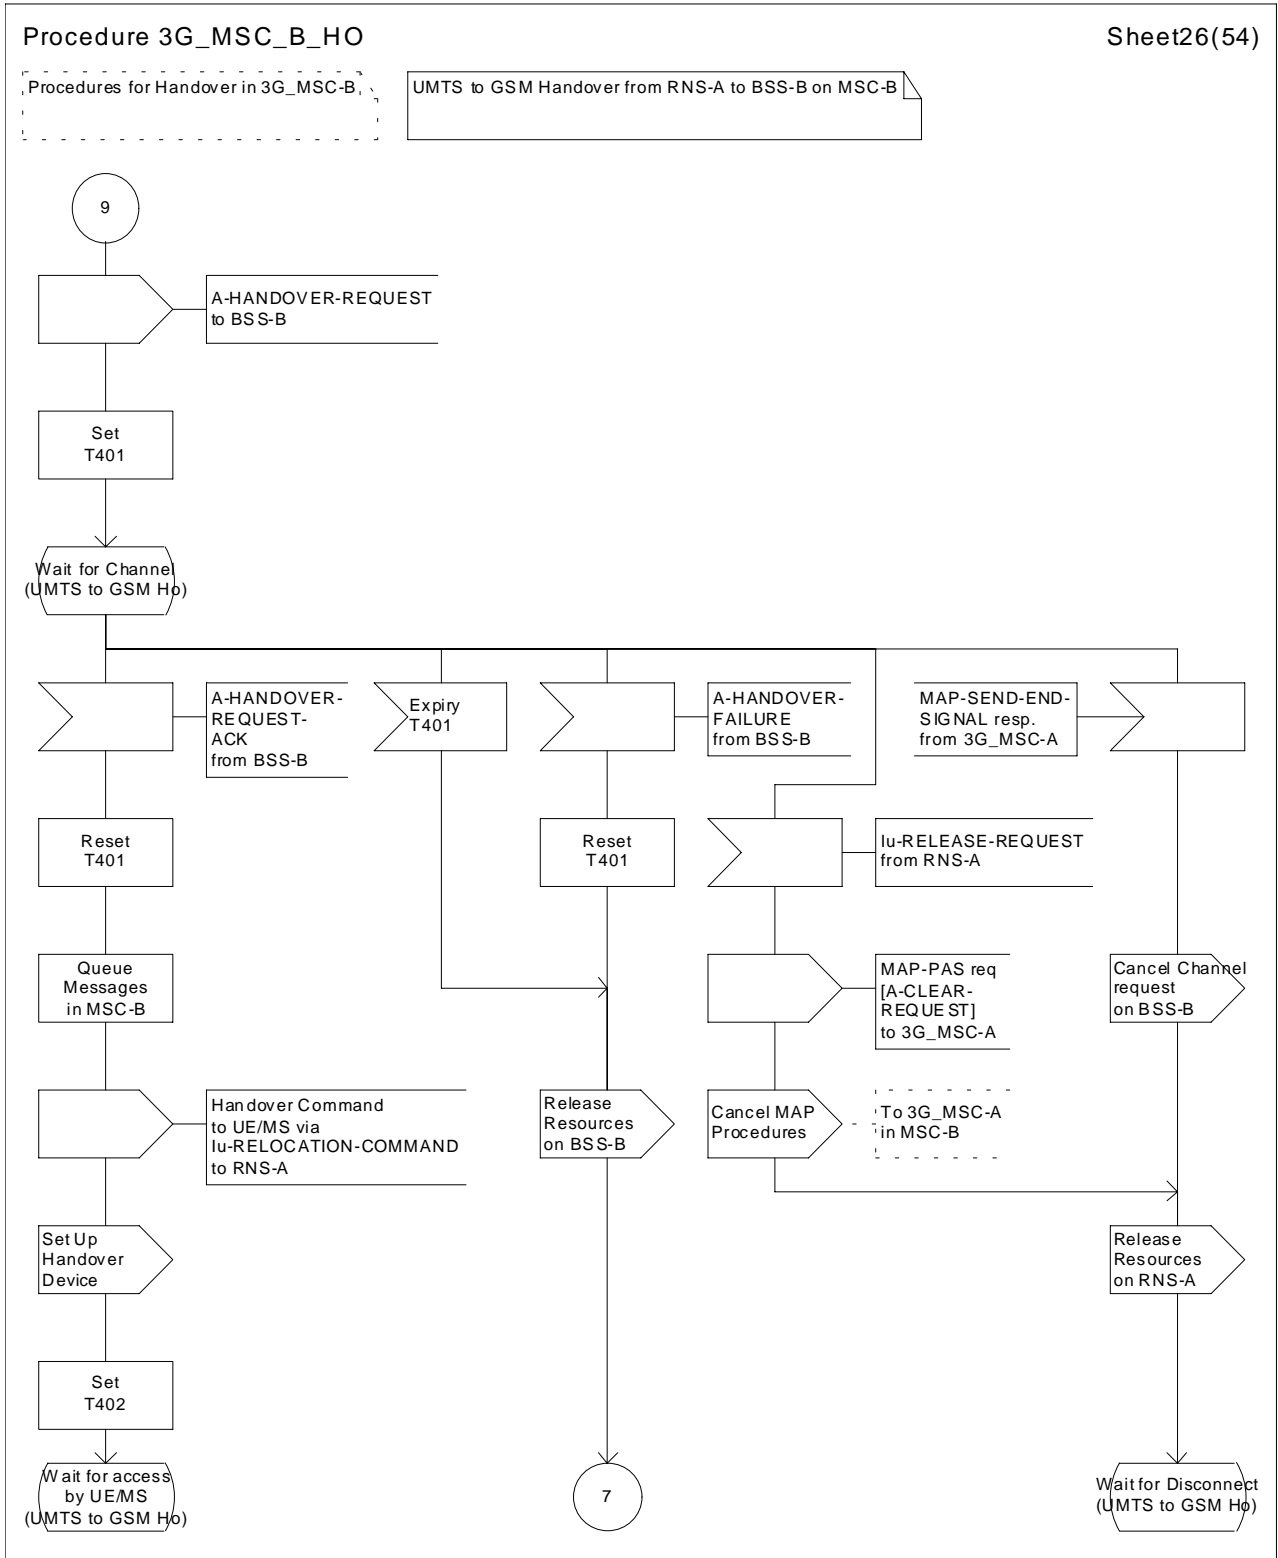 Procedure 3G_MSC_B_HO
Sheet26(54)
Procedures for Handover in 3G_MSC-B
UMTS to GSM Handover from RNS-A to BSS-B on MSC-B
9
A-HANDOVER-REQUEST
to BSS-B
Set
T401
Wait for Channel
(UMTS to GSM Ho)
A-HANDOVER-
REQUEST-
ACK
from BSS-B
Expiry
T401
A-HANDOVER-
FAILURE
from BSS-B
MAP-SEND-END-
SIGNAL resp.
from 3G_MSC-A
Reset
T401
Reset
T401
Iu-RELEASE-REQUEST
from RNS-A
Queue
Messages
in MSC-B
MAP-PAS req
[A-CLEAR-
REQUEST]
to 3G_MSC-A
Cancel Channel
request
on BSS-B
Handover Command
to UE/MS via
Iu-RELOCATION-COMMAND
to RNS-A
Release
Resources
on BSS-B
Cancel MAP
Procedures
To 3G_MSC-A
in MSC-B
Set Up
Handover
Device
Release
Resources
on RNS-A
Set
T402
Wait for access
by UE/MS
(UMTS to GSM Ho)
7
Wait for Disconnect
(UMTS to GSM Ho)